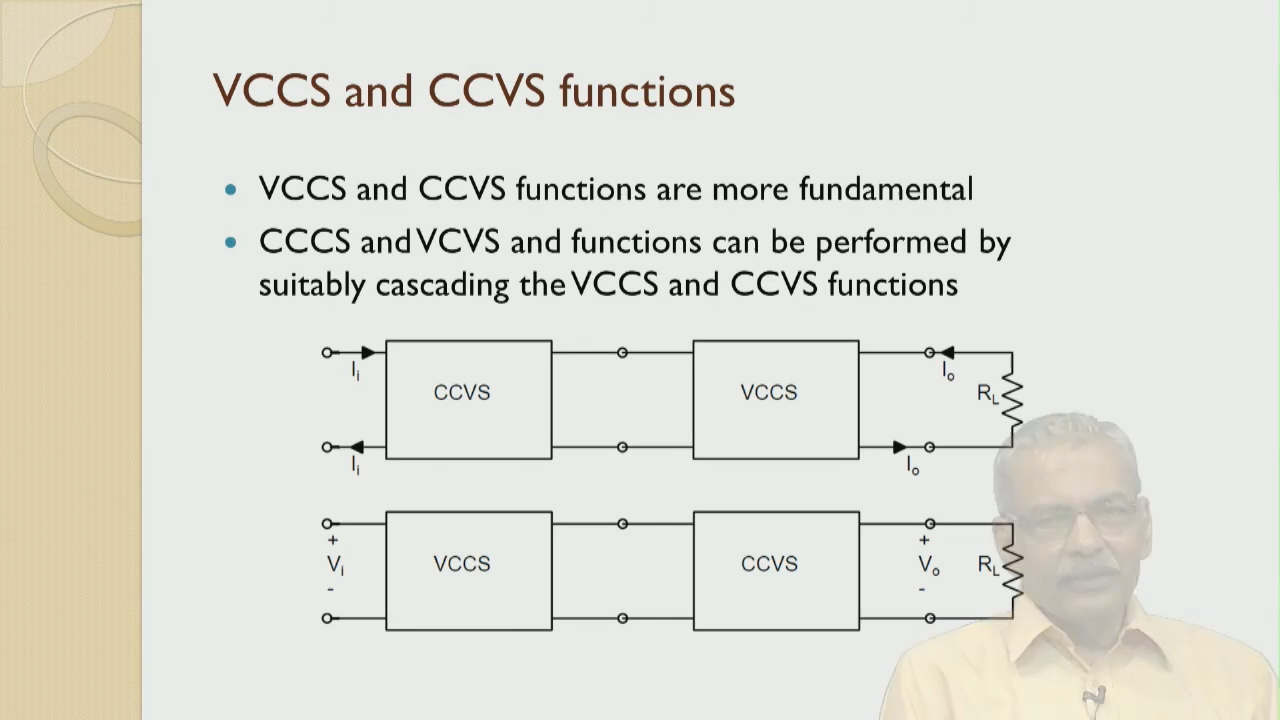 VCCS and CCVS functions
• VCCS and CCVS functions are more fundamental
• CCCS and VCVS and functions can be performed by
suitably cascading the VCCS and CCVS functions
Ii
CCVS
VCCS
Io
RL
Ii
Io
+
Vi
-
VCCS
CCVS
+
Vo
-
RL